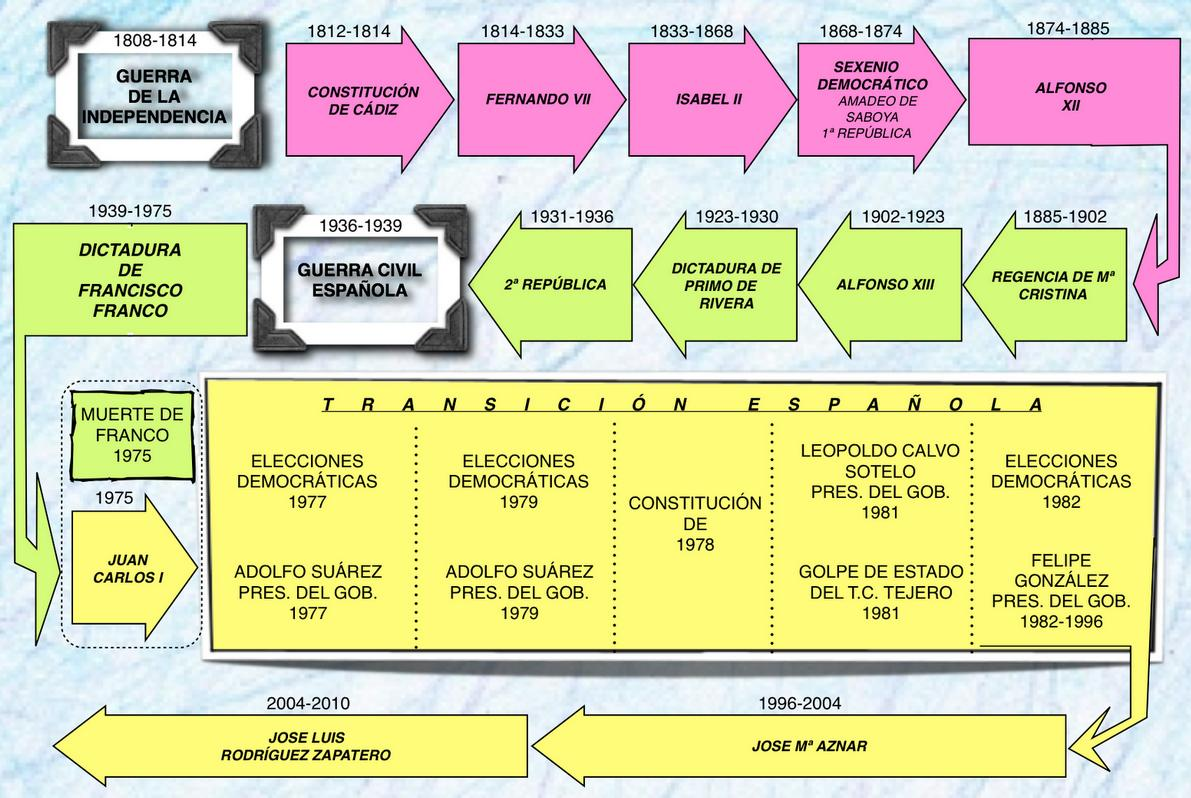 1808-1814
GUERRA
DE LA
INDEPENDENCIA
1812-1814
CONSTITUCIÓN
DE CÁDIZ
1814-1833
FERNANDO VII
1833-1868
ISABEL II
1868-1874
SEXENIO
DEMOCRÁTICO
AMADEO DE
SABOYA
1ª REPÚBLICA
1874-1885
ALFONSO
XII
1885-1902
REGENCIA DE Mª
CRISTINA
1902-1923
ALFONSO XIII
1923-1930
DICTADURA DE
PRIMO DE
RIVERA
1931-1936
2ª REPÚBLICA
1936-1939
GUERRA CIVIL
ESPAÑOLA
1939-1975
DICTADURA
DE
FRANCISCO
FRANCO
MUERTE DE
FRANCO
1975
1975
JUAN
CARLOS I
TRANSICIÓN ESPAÑOLA
ELECCIONES
DEMOCRÁTICAS
1977
ADOLFO SUÁREZ
PRES. DEL GOB.
1977
ELECCIONES
DEMOCRÁTICAS
1979
ADOLFO SUÁREZ
PRES. DEL GOB.
1979
CONSTITUCIÓN
DE
1978
LEOPOLDO CALVO
SOTELO
PRES. DEL GOB.
1981
GOLPE DE ESTADO
DEL T.C. TEJERO
1981
ELECCIONES
DEMOCRÁTICAS
1982
FELIPE
GONZÁLEZ
PRES. DEL GOB.
1982-1996
1996-2004
JOSE Mª AZNAR
2004-2010
JOSE LUIS
RODRÍGUEZ ZAPATERO